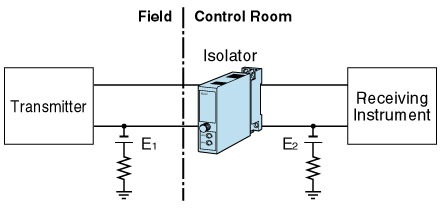 Field Control Room
Isolator
Transmitter
Receiving
Instrument
E1
E2